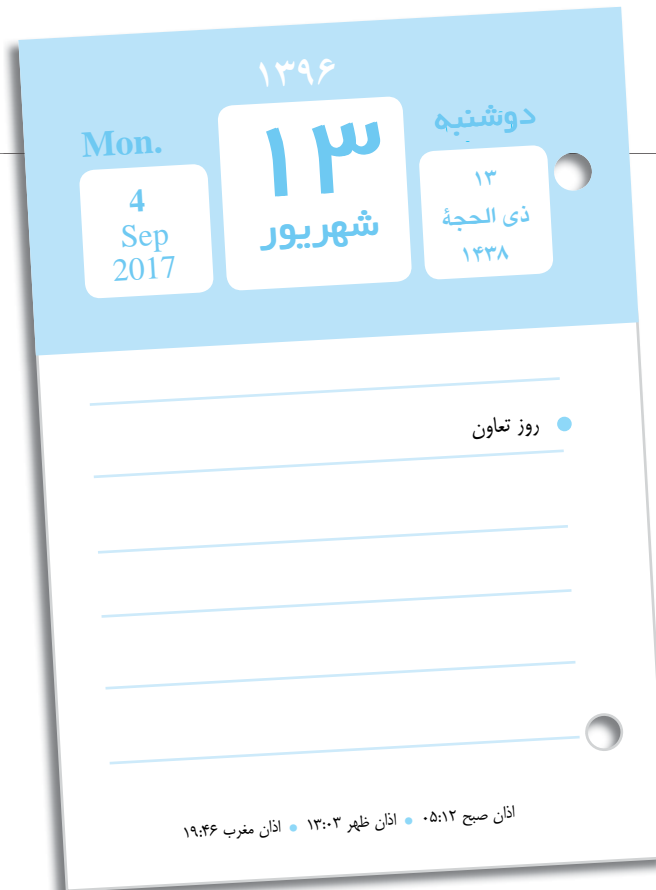 ۱۳۹۶
دوشنبه
۱۳
ذی الحجهٔ
۱۴۳۸
۱۳
شهریور
Mon.
4
Sep
2017
روز تعاون
اذان صبح ۰۵:۱۲ • اذان ظهر ۱۳:۰۳ • اذان مغرب ۱۹:۴۶